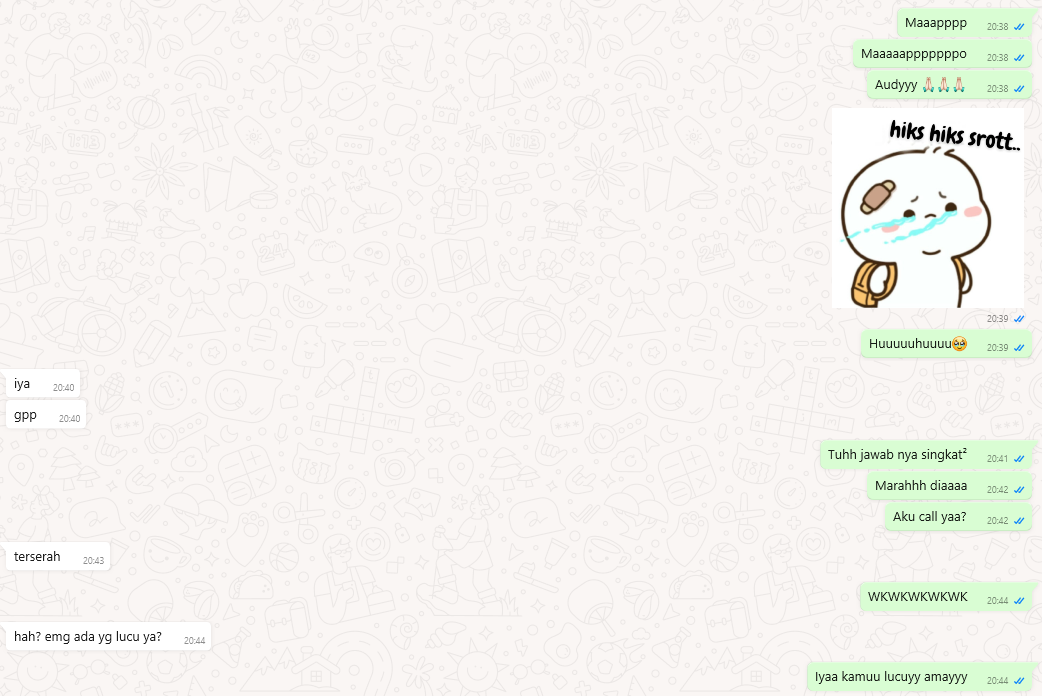 Maaapppp
20:38
Maaaaapppppppo
20:38
Audyyy 🙏🏻🙏🏻🙏🏻
20:38
hiks hiks srott..
20:39
Huuuuuhuuuu🥹
20:39
iya
20:40
gpp
20:40
Tuhh jawab nya singkat²
20:41
Marahhh diaaaa
20:42
Aku call yaa?
20:42
terserah
20:43
WKWKWKWKWK
20:44
hah? emg ada yg lucu ya?
20:44
Iyaa kamuu lucuyy amayyy
20:44